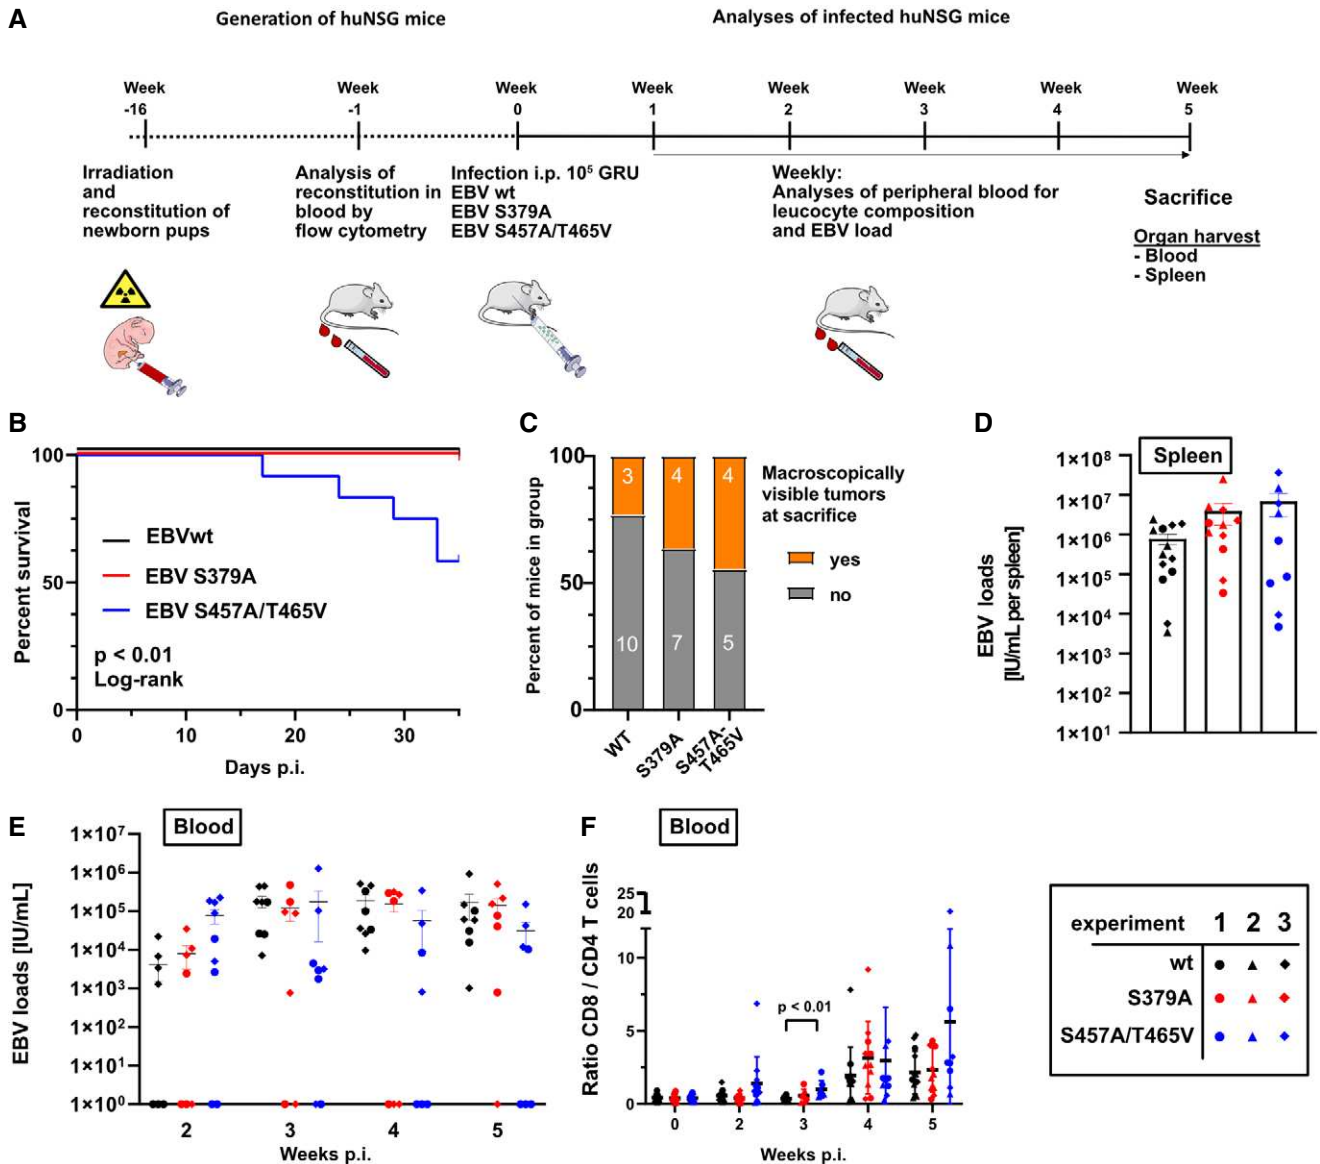 A
Generation of huNSG mice
Analyses of infected huNSG mice
Week Week Week Week Week Week Week Week
-16 -1 0 1 2 3 4 5
Irradiation
and
reconstitution of
newborn pups
Analysis of
reconstitution in
blood by
flow cytometry
Infection i.p. 10⁵ GRU
EBV wt
EBV S379A
EBV S457A/T465V
Weekly:
Analyses of peripheral blood for
leucocyte composition
and EBV load
Sacrifice
Organ harvest
- Blood
- Spleen
B
Percent survival
100
50
0
EBVwt
EBV S379A
EBV S457A/T465V
p < 0.01
Log-rank
0 10 20 30
Days p.i.
C
Percent of mice in group
100
50
0
3 4 4
10 7 5
WT
S379A
S457A-
T465V
Macroscopically
visible tumors
at sacrifice
yes
no
D
Spleen
EBV loads
[IU/mL per spleen]
1×10⁸
1×10⁷
1×10⁶
1×10⁵
1×10⁴
1×10³
1×10²
1×10¹
E
Blood
EBV loads [IU/mL]
1×10⁷
1×10⁶
1×10⁵
1×10⁴
1×10³
1×10²
1×10¹
1×10⁰
2 3 4 5
Weeks p.i.
F
Blood
Ratio CD8 / CD4 T cells
25
20
10
5
0
p < 0.01
0 2 3 4 5
Weeks p.i.
experiment 1 2 3
wt
S379A
S457A/T465V